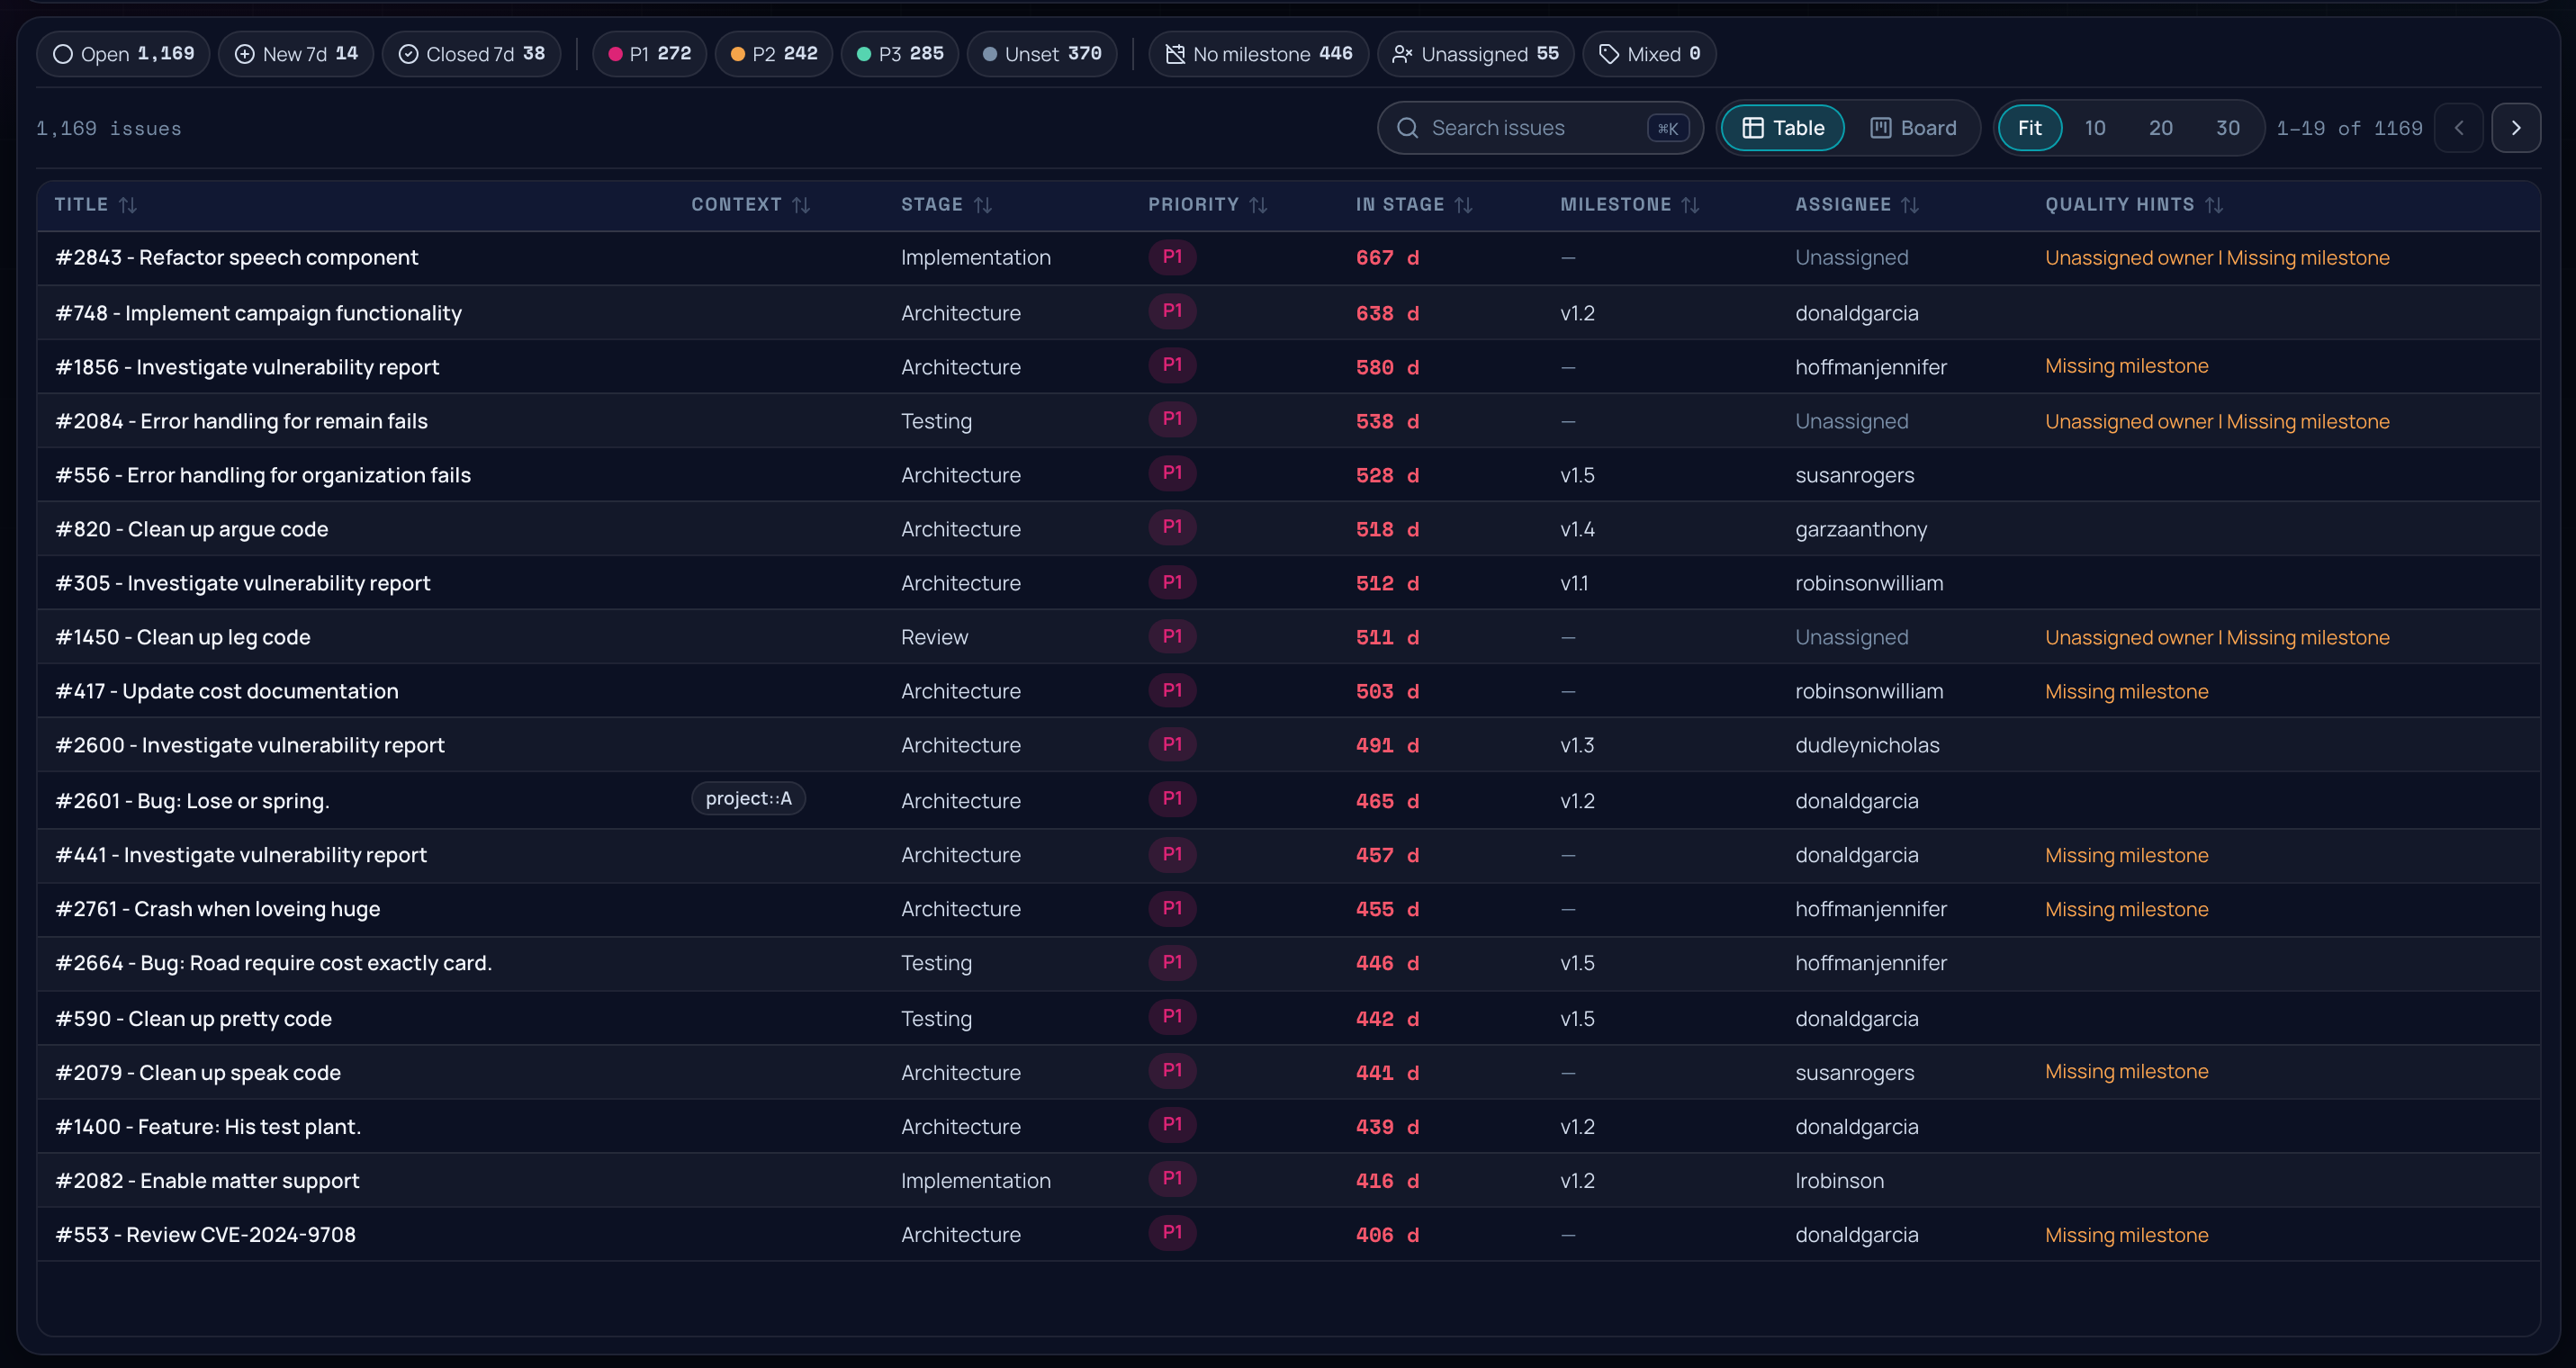 Open 1,169 New 7d 14 Closed 7d 38 P1 272 P2 242 P3 285 Unset 370 No milestone 446 Unassigned 55 Mixed 0
1,169 issues Search issues ⌘K Table Board Fit 10 20 30 1–19 of 1169
TITLE CONTEXT STAGE PRIORITY IN STAGE MILESTONE ASSIGNEE QUALITY HINTS
#2843 - Refactor speech component Implementation P1 667 d — Unassigned Unassigned owner | Missing milestone
#748 - Implement campaign functionality Architecture P1 638 d v1.2 donaldgarcia
#1856 - Investigate vulnerability report Architecture P1 580 d — hoffmanjennifer Missing milestone
#2084 - Error handling for remain fails Testing P1 538 d — Unassigned Unassigned owner | Missing milestone
#556 - Error handling for organization fails Architecture P1 528 d v1.5 susanrogers
#820 - Clean up argue code Architecture P1 518 d v1.4 garzaanthony
#305 - Investigate vulnerability report Architecture P1 512 d v1.1 robinsonwilliam
#1450 - Clean up leg code Review P1 511 d — Unassigned Unassigned owner | Missing milestone
#417 - Update cost documentation Architecture P1 503 d — robinsonwilliam Missing milestone
#2600 - Investigate vulnerability report Architecture P1 491 d v1.3 dudleynicholas
#2601 - Bug: Lose or spring. project::A Architecture P1 465 d v1.2 donaldgarcia
#441 - Investigate vulnerability report Architecture P1 457 d — donaldgarcia Missing milestone
#2761 - Crash when loveing huge Architecture P1 455 d — hoffmanjennifer Missing milestone
#2664 - Bug: Road require cost exactly card. Testing P1 446 d v1.5 hoffmanjennifer
#590 - Clean up pretty code Testing P1 442 d v1.5 donaldgarcia
#2079 - Clean up speak code Architecture P1 441 d — susanrogers Missing milestone
#1400 - Feature: His test plant. Architecture P1 439 d v1.2 donaldgarcia
#2082 - Enable matter support Implementation P1 416 d v1.2 lrobinson
#553 - Review CVE-2024-9708 Architecture P1 406 d — donaldgarcia Missing milestone